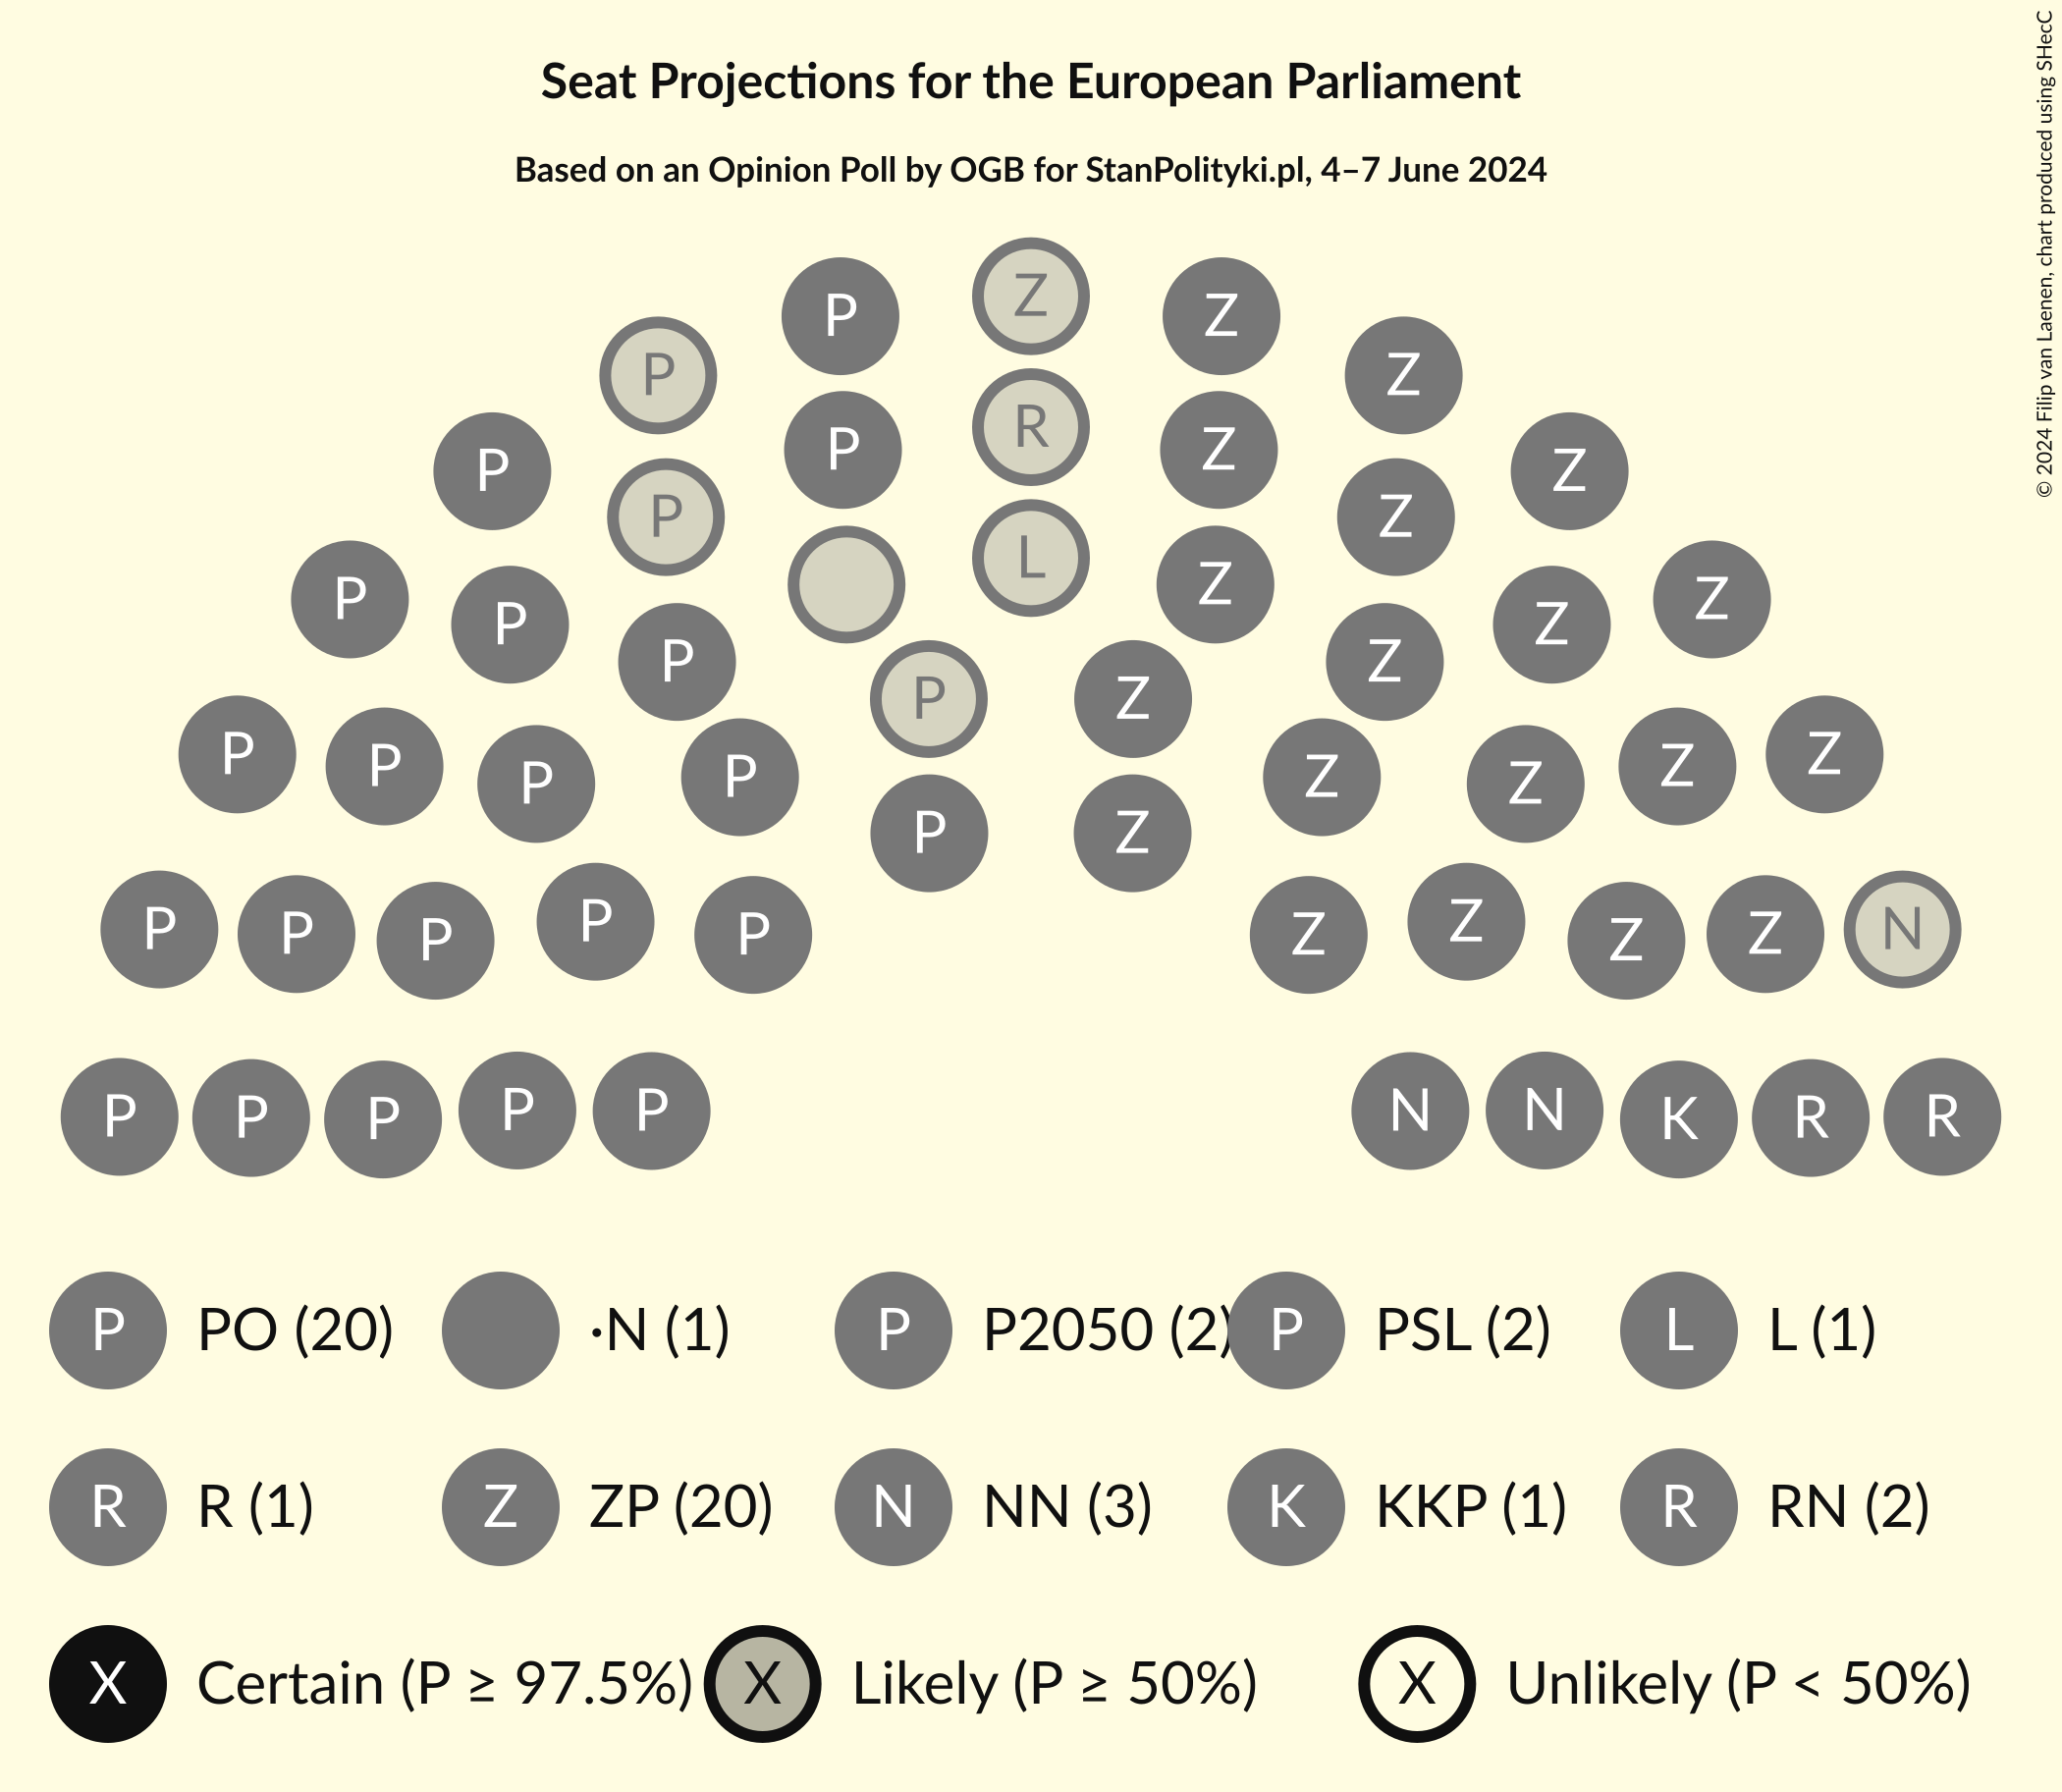 Seat Projections for the European Parliament
Based on an Opinion Poll by OGB for StanPolityki.pl, 4–7 June 2024
© 2024 Filip van Laenen, chart produced using SHecC
Z
P Z
P Z
R
P Z
P Z
P Z
L
P Z
P Z
P Z
P Z
P Z
P Z
P Z
P Z
P Z
P Z
P N
P Z
P Z
P Z
P Z
P P P P P N N K R R
P PO (20) ·N (1) P P2050 (2) P PSL (2) L L (1)
R R (1) Z ZP (20) N NN (3) K KKP (1) R RN (2)
X Certain (P ≥ 97.5%) X Likely (P ≥ 50%) X Unlikely (P < 50%)